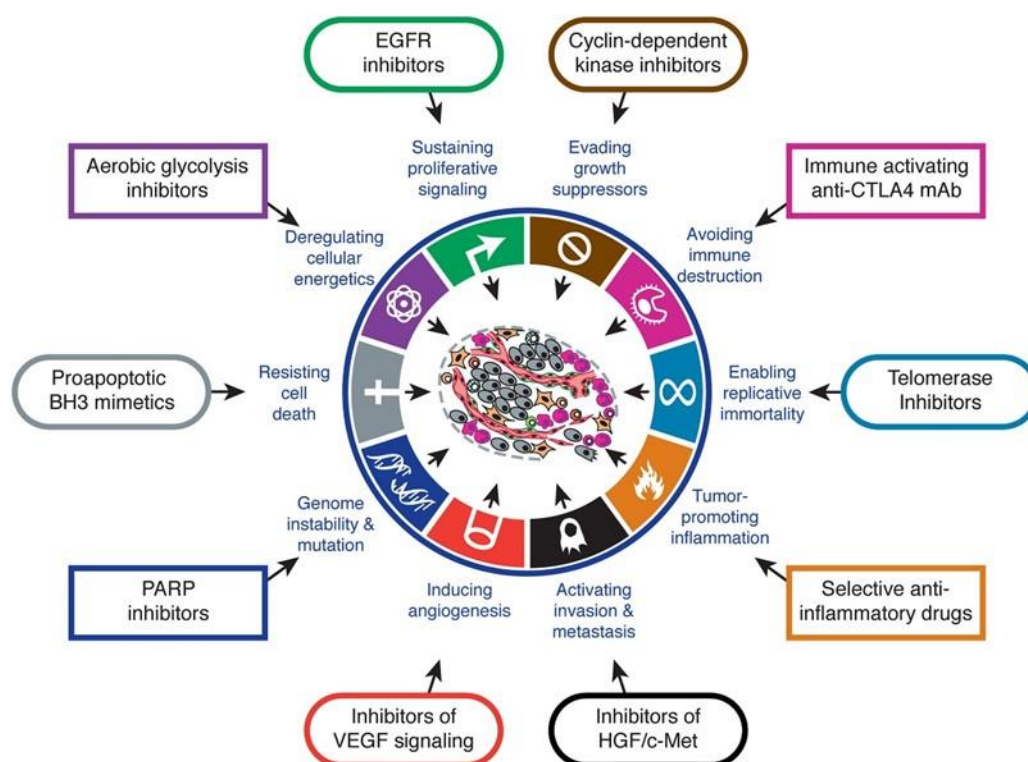 EGFR
inhibitors
Cyclin-dependent
kinase inhibitors
Sustaining
proliferative
signaling
Evading
growth
suppressors
Aerobic glycolysis
inhibitors
Immune activating
anti-CTLA4 mAb
Deregulating
cellular
energetics
Avoiding
immune
destruction
Proapoptotic
BH3 mimetics
Resisting
cell
death
Enabling
replicative
immortality
Telomerase
Inhibitors
Genome
instability &
mutation
Tumor-
promoting
inflammation
PARP
inhibitors
Inducing
angiogenesis
Activating
invasion &
metastasis
Selective anti-
inflammatory drugs
Inhibitors of
VEGF signaling
Inhibitors of
HGF/c-Met